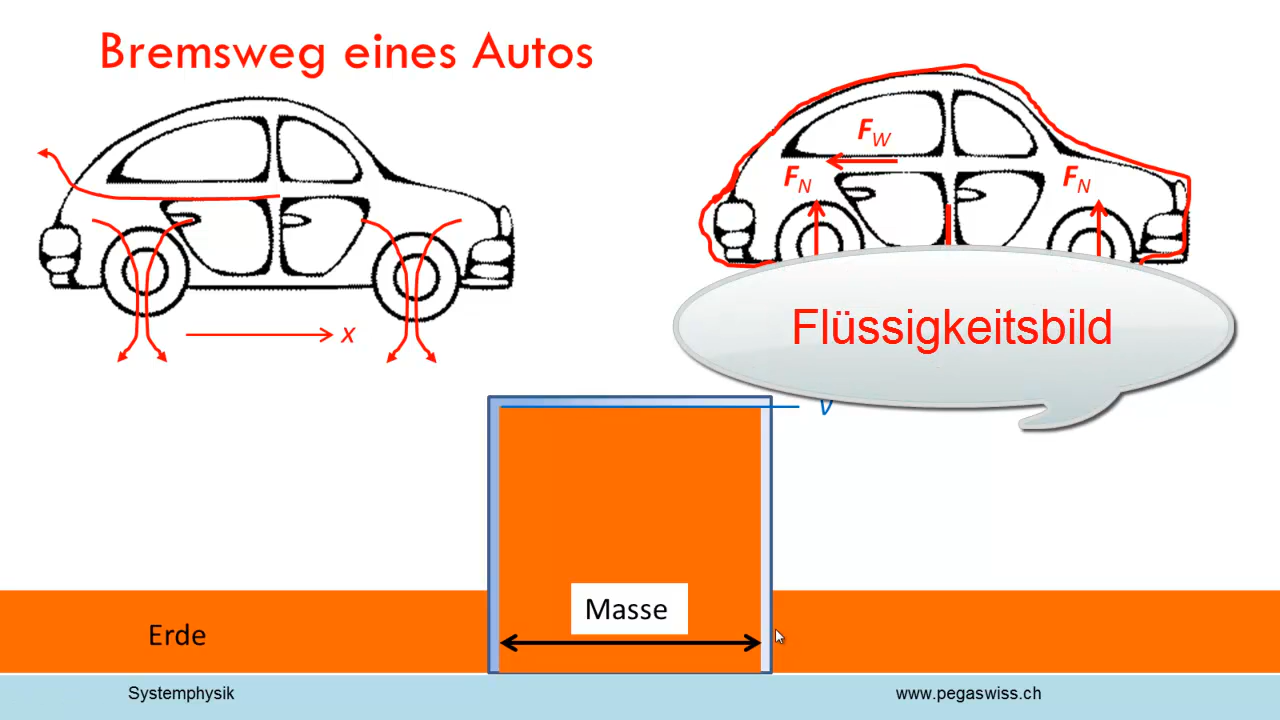 Bremsweg eines Autos
F_W
F_N
F_N
x
Flüssigkeitsbild
v
Masse
Erde
Systemphysik
www.pegaswiss.ch